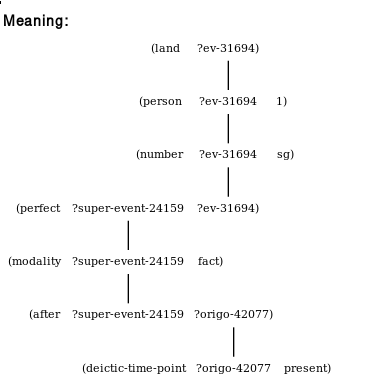 Meaning:
(land ?ev-31694)
(person ?ev-31694 1)
(number ?ev-31694 sg)
(perfect ?super-event-24159 ?ev-31694)
(modality ?super-event-24159 fact)
(after ?super-event-24159 ?origo-42077)
(deictic-time-point ?origo-42077 present)